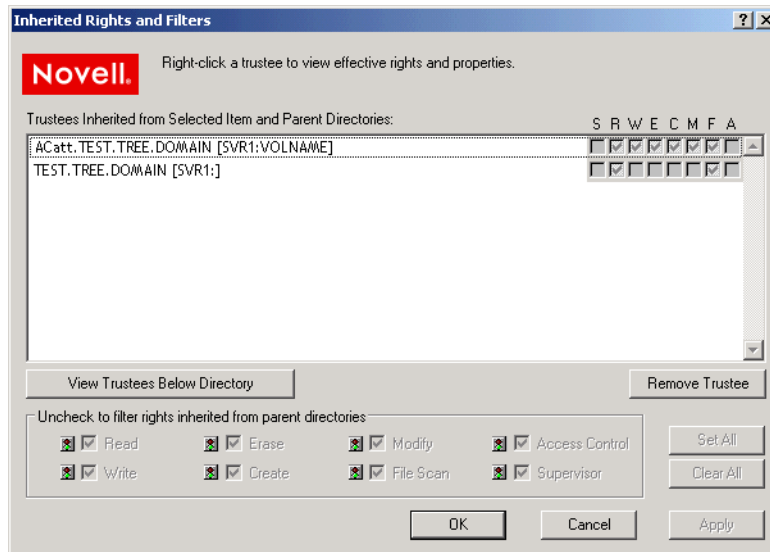 Inherited Rights and Filters
Novell.
Right-click a trustee to view effective rights and properties.
Trustees Inherited from Selected Item and Parent Directories:
S R W E C M F A
ACatt.TEST.TREE.DOMAIN [SVR1:VOLNAME]
TEST.TREE.DOMAIN [SVR1:]
View Trustees Below Directory
Remove Trustee
Uncheck to filter rights inherited from parent directories
Read Erase Modify Access Control
Set All
Write Create File Scan Supervisor
Clear All
OK Cancel Apply